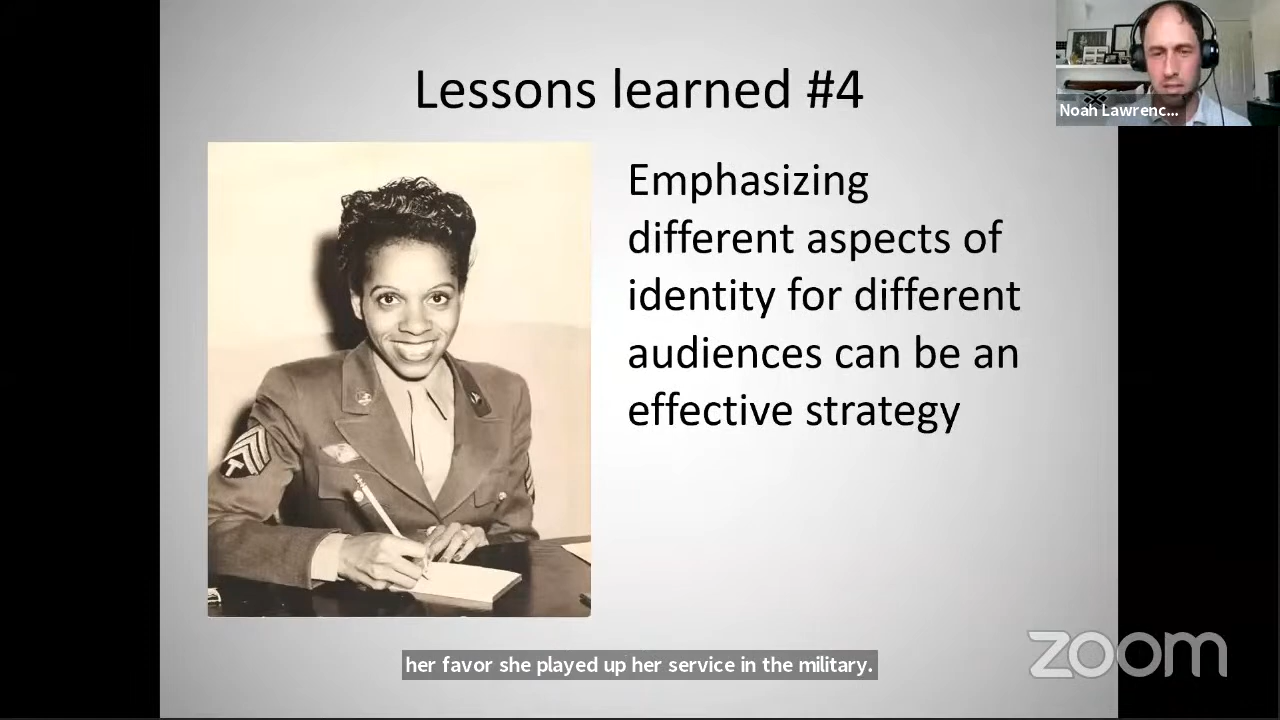 Lessons learned #4
Noah Lawrenc...
Emphasizing
different aspects of
identity for different
audiences can be an
effective strategy
her favor she played up her service in the military.
zoom